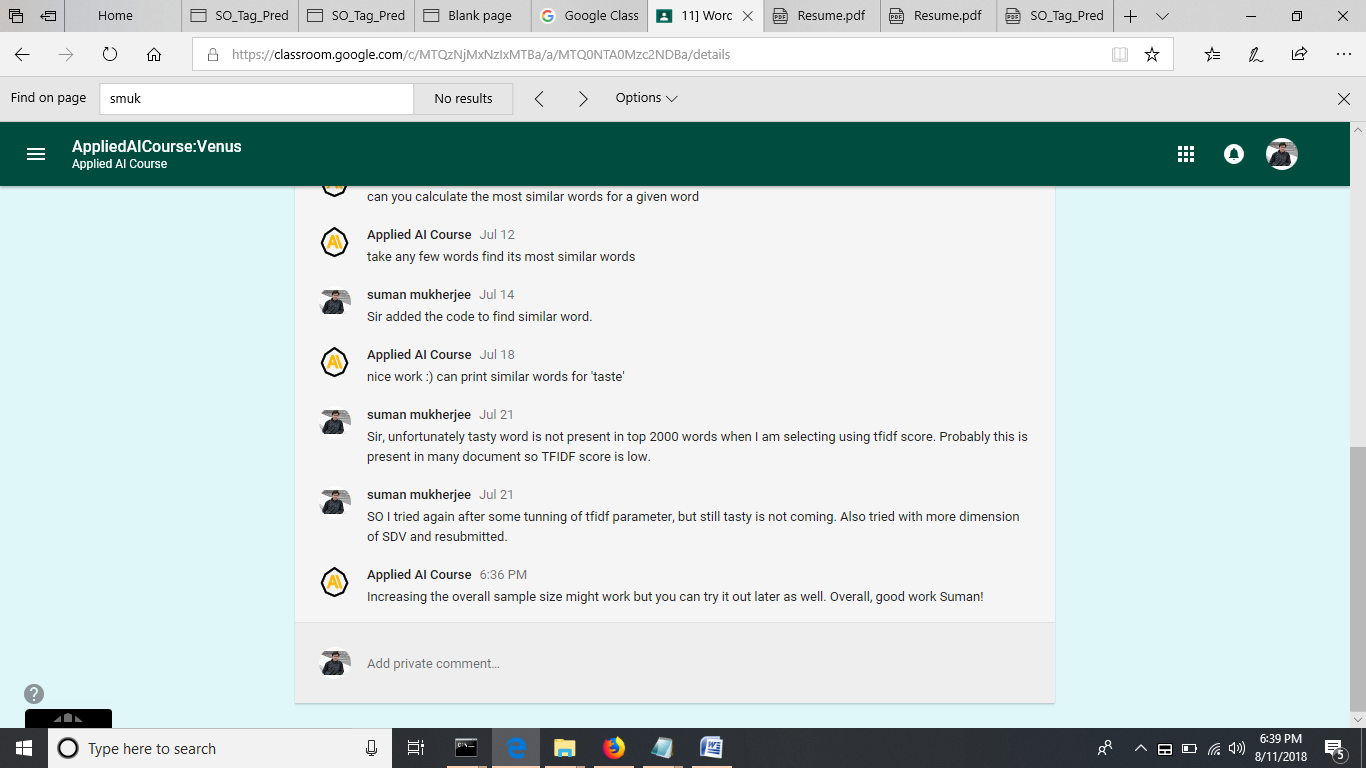 Home
SO_Tag_Pred
SO_Tag_Pred
Blank page
Google Class
11] Worc
Resume.pdf
Resume.pdf
SO_Tag_Pred
https://classroom.google.com/c/MTQzNjMxNzIxMTBa/a/MTQ0NTA0Mzc2NDBa/details
Find on page
smuk
No results
Options
AppliedAICourse:Venus
Applied AI Course
can you calculate the most similar words for a given word
Applied AI Course Jul 12
take any few words find its most similar words
suman mukherjee Jul 14
Sir added the code to find similar word.
Applied AI Course Jul 18
nice work :) can print similar words for 'taste'
suman mukherjee Jul 21
Sir, unfortunately tasty word is not present in top 2000 words when I am selecting using tfidf score. Probably this is
present in many document so TFIDF score is low.
suman mukherjee Jul 21
SO I tried again after some tunning of tfidf parameter, but still tasty is not coming. Also tried with more dimension
of SDV and resubmitted.
Applied AI Course 6:36 PM
Increasing the overall sample size might work but you can try it out later as well. Overall, good work Suman!
Add private comment…
Type here to search
6:39 PM
8/11/2018
5